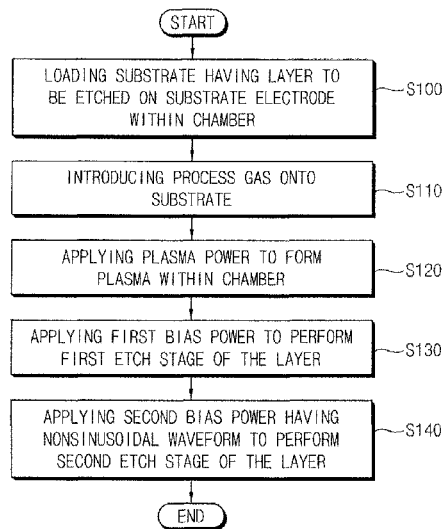 START
LOADING SUBSTRATE HAVING LAYER TO
BE ETCHED ON SUBSTRATE ELECTRODE
WITHIN CHAMBER
S100
INTRODUCING PROCESS GAS ONTO
SUBSTRATE
S110
APPLYING PLASMA POWER TO FORM
PLASMA WITHIN CHAMBER
S120
APPLYING FIRST BIAS POWER TO PERFORM
FIRST ETCH STAGE OF THE LAYER
S130
APPLYING SECOND BIAS POWER HAVING
NONSINUSOIDAL WAVEFORM TO PERFORM
SECOND ETCH STAGE OF THE LAYER
S140
END